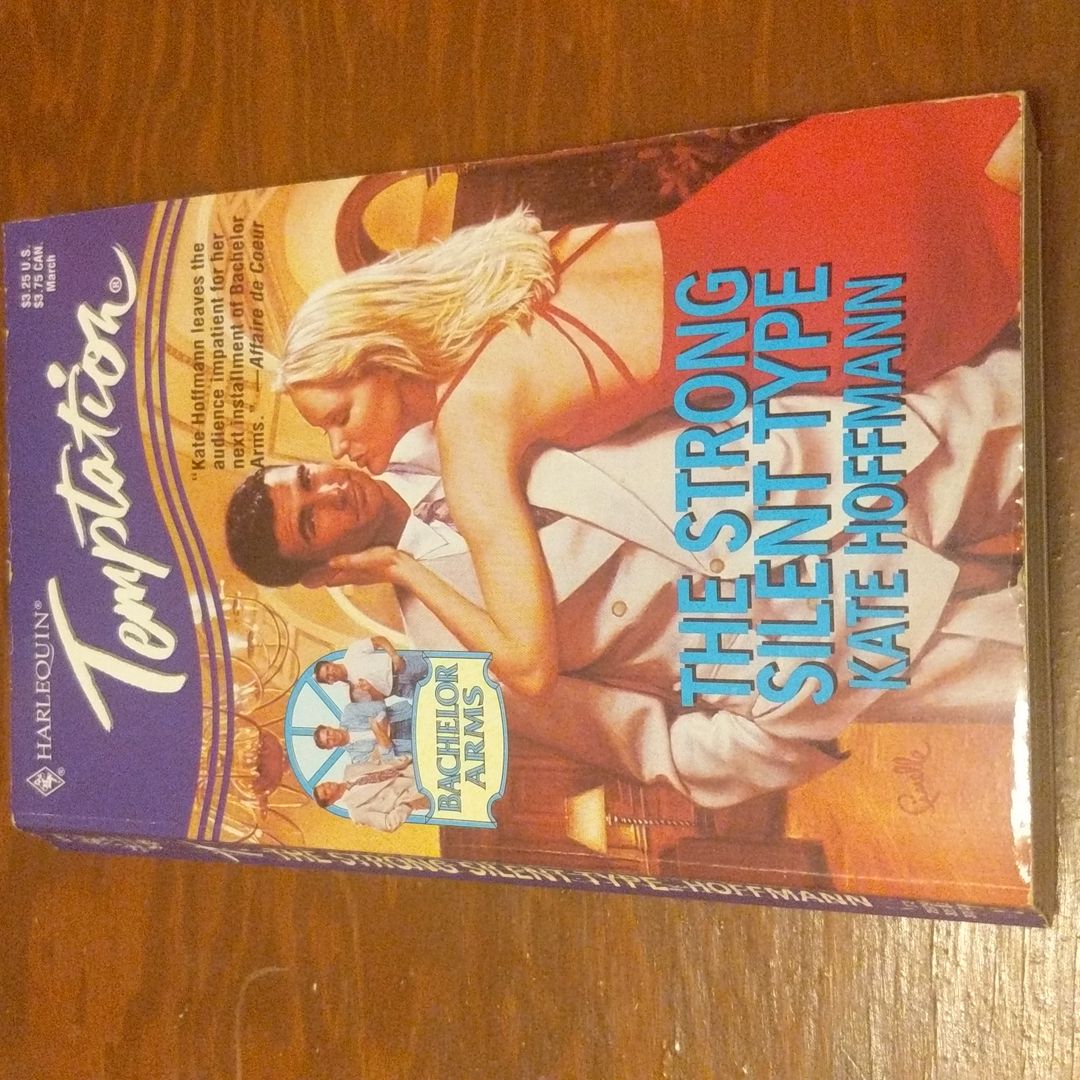 HARLEQUIN®
Temptation®
$3.25 U.S.
$3.75 CAN.
March
"Kate Hoffmann leaves the
audience impatient for her
next installment of Bachelor
Arms." —Affaire de Coeur
BACHELOR
ARMS
THE STRONG
SILENT TYPE
KATE HOFFMANN
THE STRONG SILENT TYPE HOFFMANN